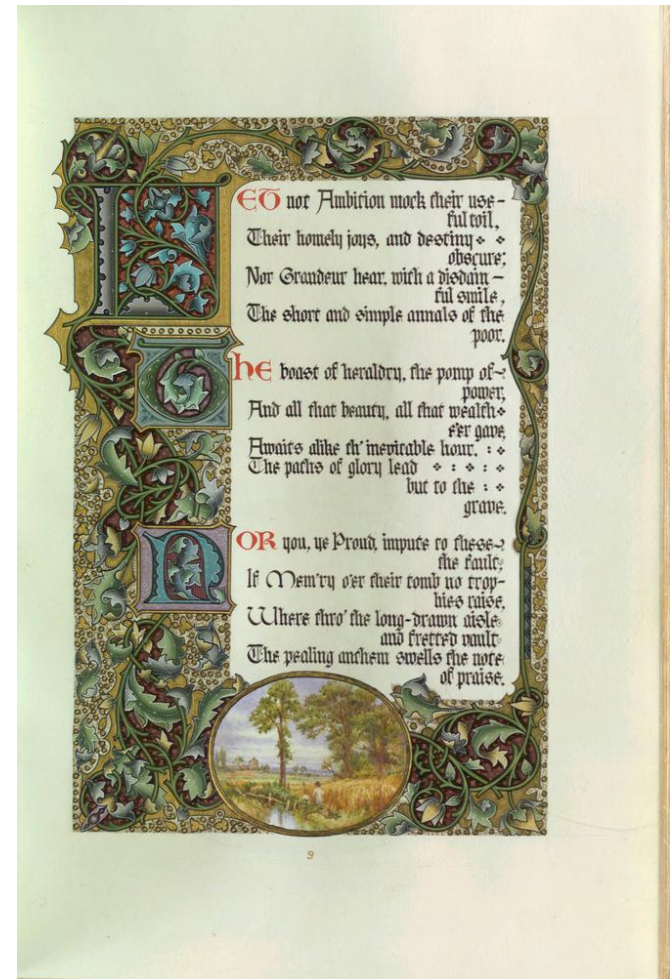 LET not Ambition mock their use-
ful toil,
Their homely joys, and destiny
obscure;
Nor Grandeur hear, with a disdain-
ful smile,
The short and simple annals of the
poor.
THE boast of heraldry, the pomp of
power,
And all that beauty, all that wealth
e'er gave,
Awaits alike th' inevitable hour.
The paths of glory lead
but to the
grave.
NOR you, ye Proud, impute to these
the fault,
If Mem'ry o'er their tomb no trop-
hies raise,
Where thro' the long-drawn aisle
and fretted vault
The pealing anthem swells the note
of praise.
9